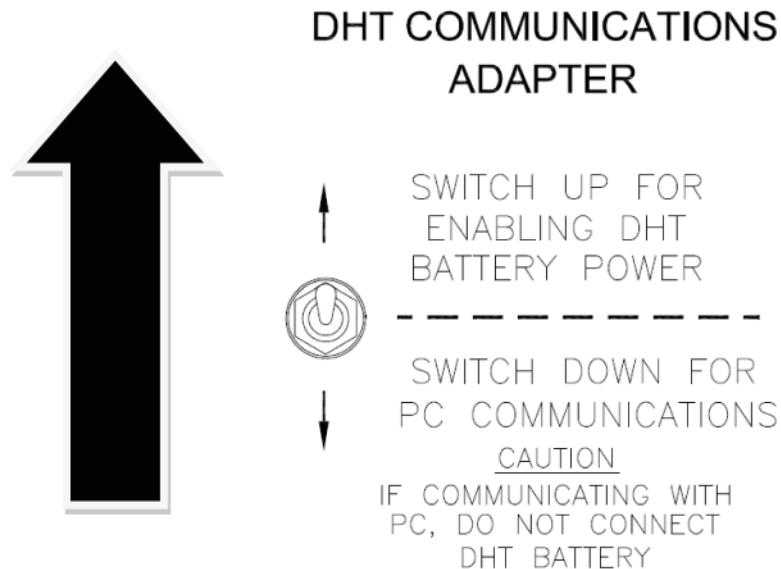 DHT COMMUNICATIONS
ADAPTER
SWITCH UP FOR
ENABLING DHT
BATTERY POWER
SWITCH DOWN FOR
PC COMMUNICATIONS
CAUTION
IF COMMUNICATING WITH
PC, DO NOT CONNECT
DHT BATTERY